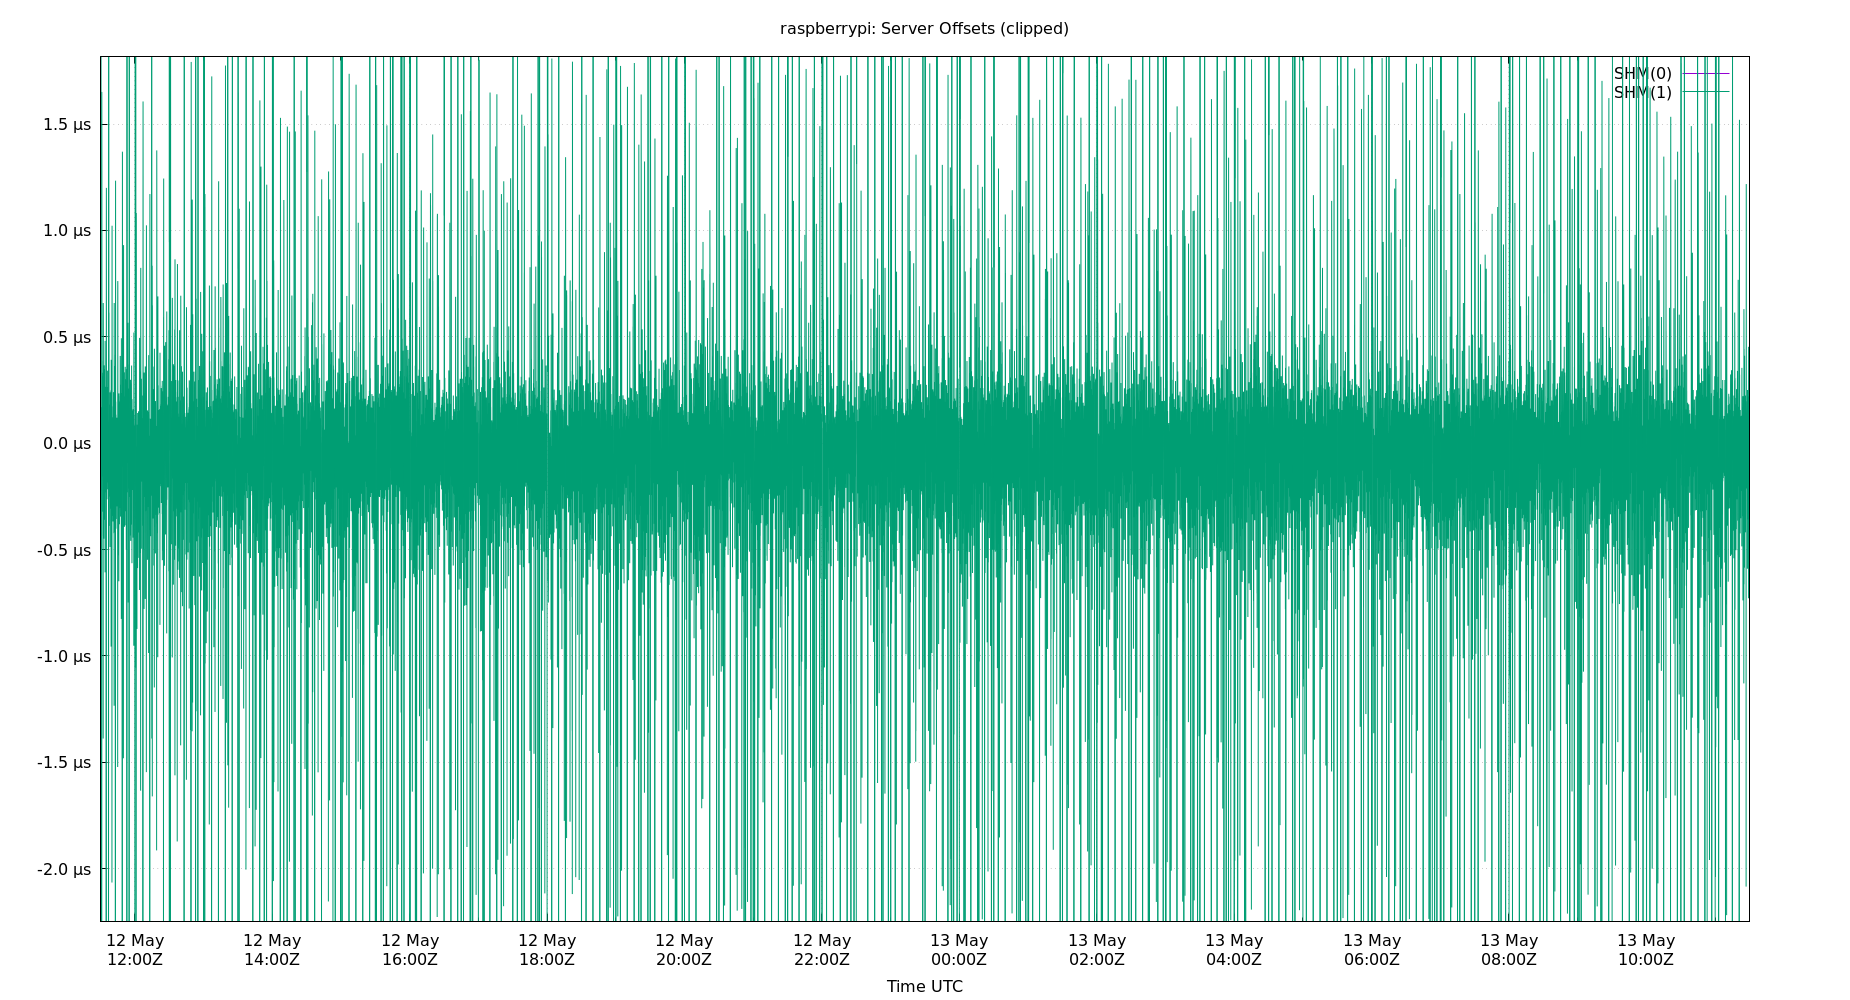 raspberrypi: Server Offsets (clipped)
SHM(0)
SHM(1)
1.5 µs
1.0 µs
0.5 µs
0.0 µs
-0.5 µs
-1.0 µs
-1.5 µs
-2.0 µs
12 May 12 May 12 May 12 May 12 May 12 May 13 May 13 May 13 May 13 May 13 May 13 May
12:00Z 14:00Z 16:00Z 18:00Z 20:00Z 22:00Z 00:00Z 02:00Z 04:00Z 06:00Z 08:00Z 10:00Z
Time UTC